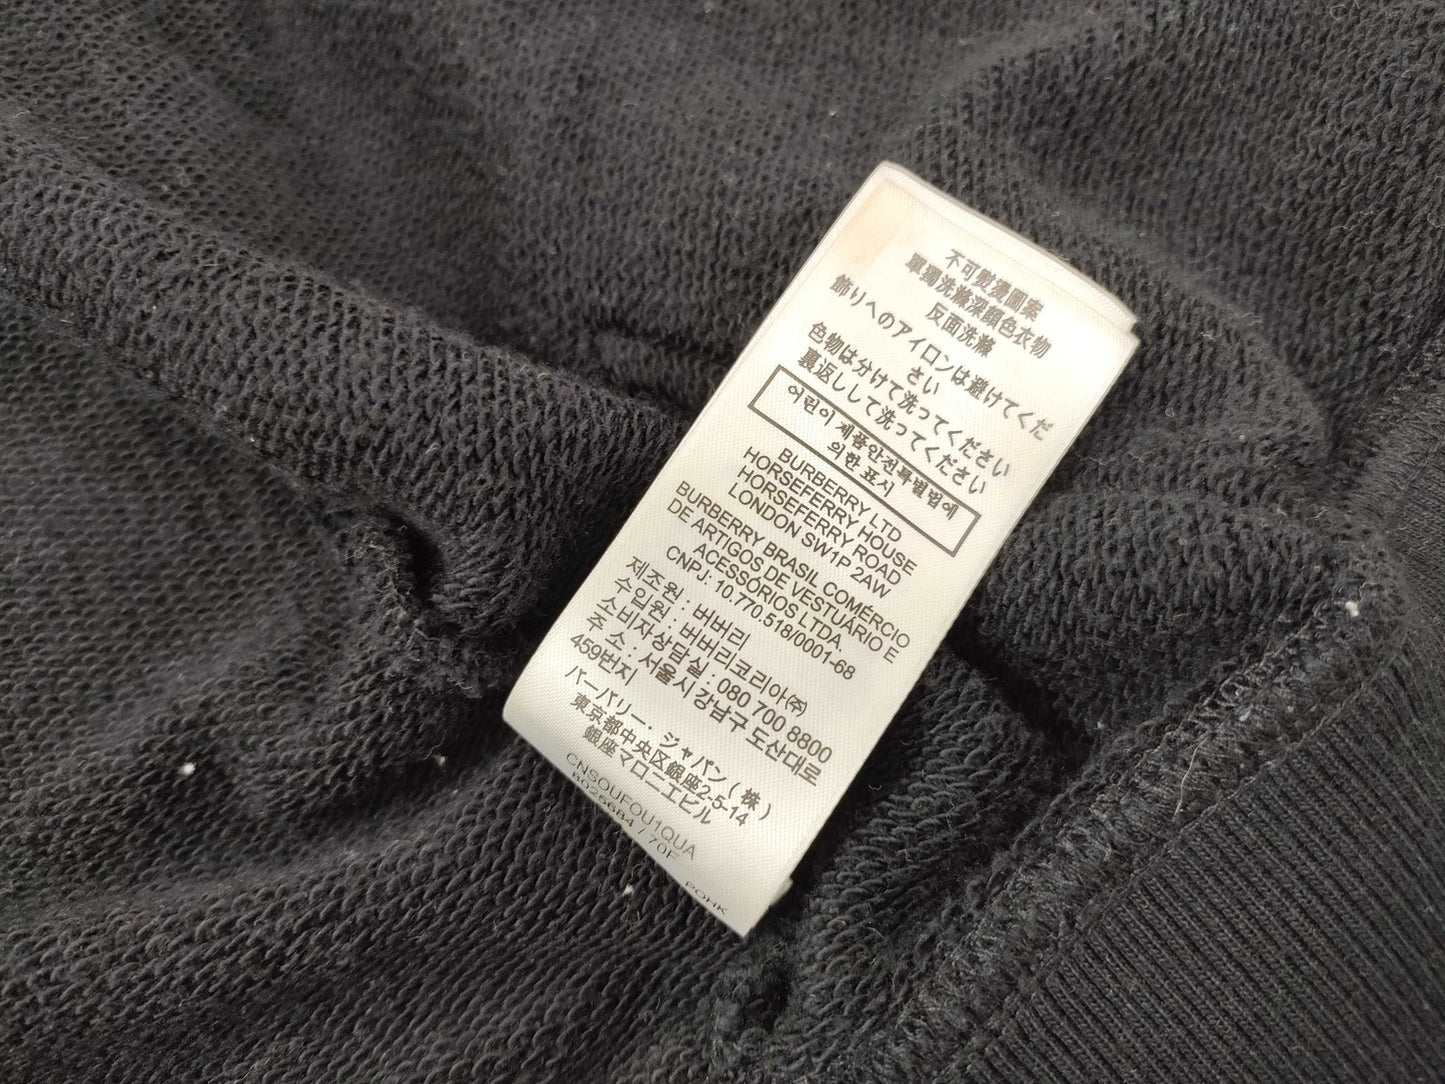 不可熨燙圖案
單獨洗滌深顏色衣物
反面洗滌
飾りへのアイロンは避けてくだ
さい
色物は分けて洗ってください
裏返しして洗ってください
어린이 제품안전특별법에
의한 표시
BURBERRY LTD
HORSEFERRY HOUSE
HORSEFERRY ROAD
LONDON SW1P 2AW
BURBERRY BRASIL COMÉRCIO
DE ARTIGOS DE VESTUÁRIO E
ACESSÓRIOS LTDA.
CNPJ: 10.770.518/0001-68
제조원 : 버버리
수입원 : 버버리코리아㈜
소비자상담실 : 080 700 8800
주 소 : 서울시 강남구 도산대로
459번지
バーバリー・ジャパン ( 株 )
東京都中央区銀座2-5-14
銀座マロニエビル
CNSOUFOU1QUA
8025684 / 70F
POHK